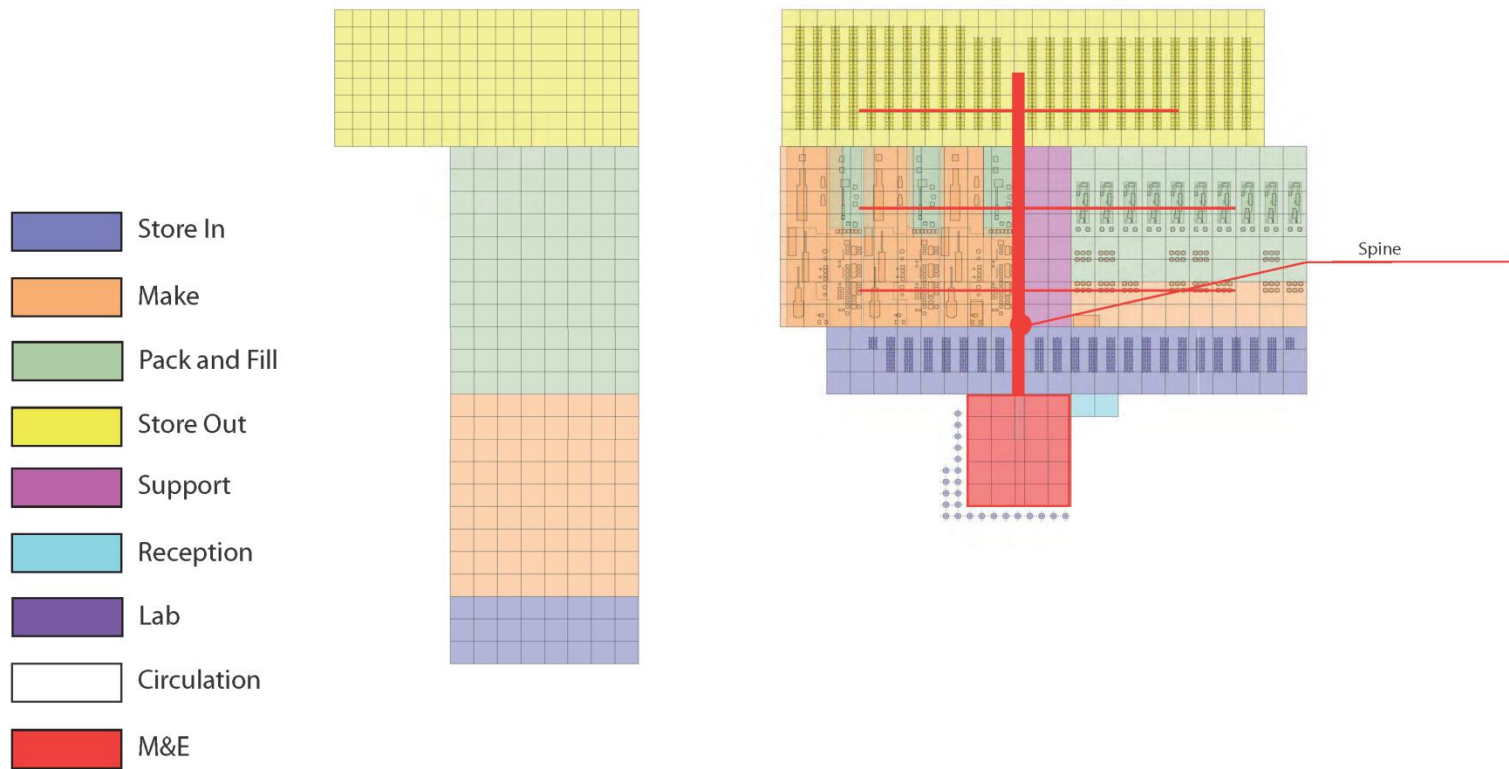 Store In
Make
Pack and Fill
Store Out
Support
Reception
Lab
Circulation
M&E
Spine